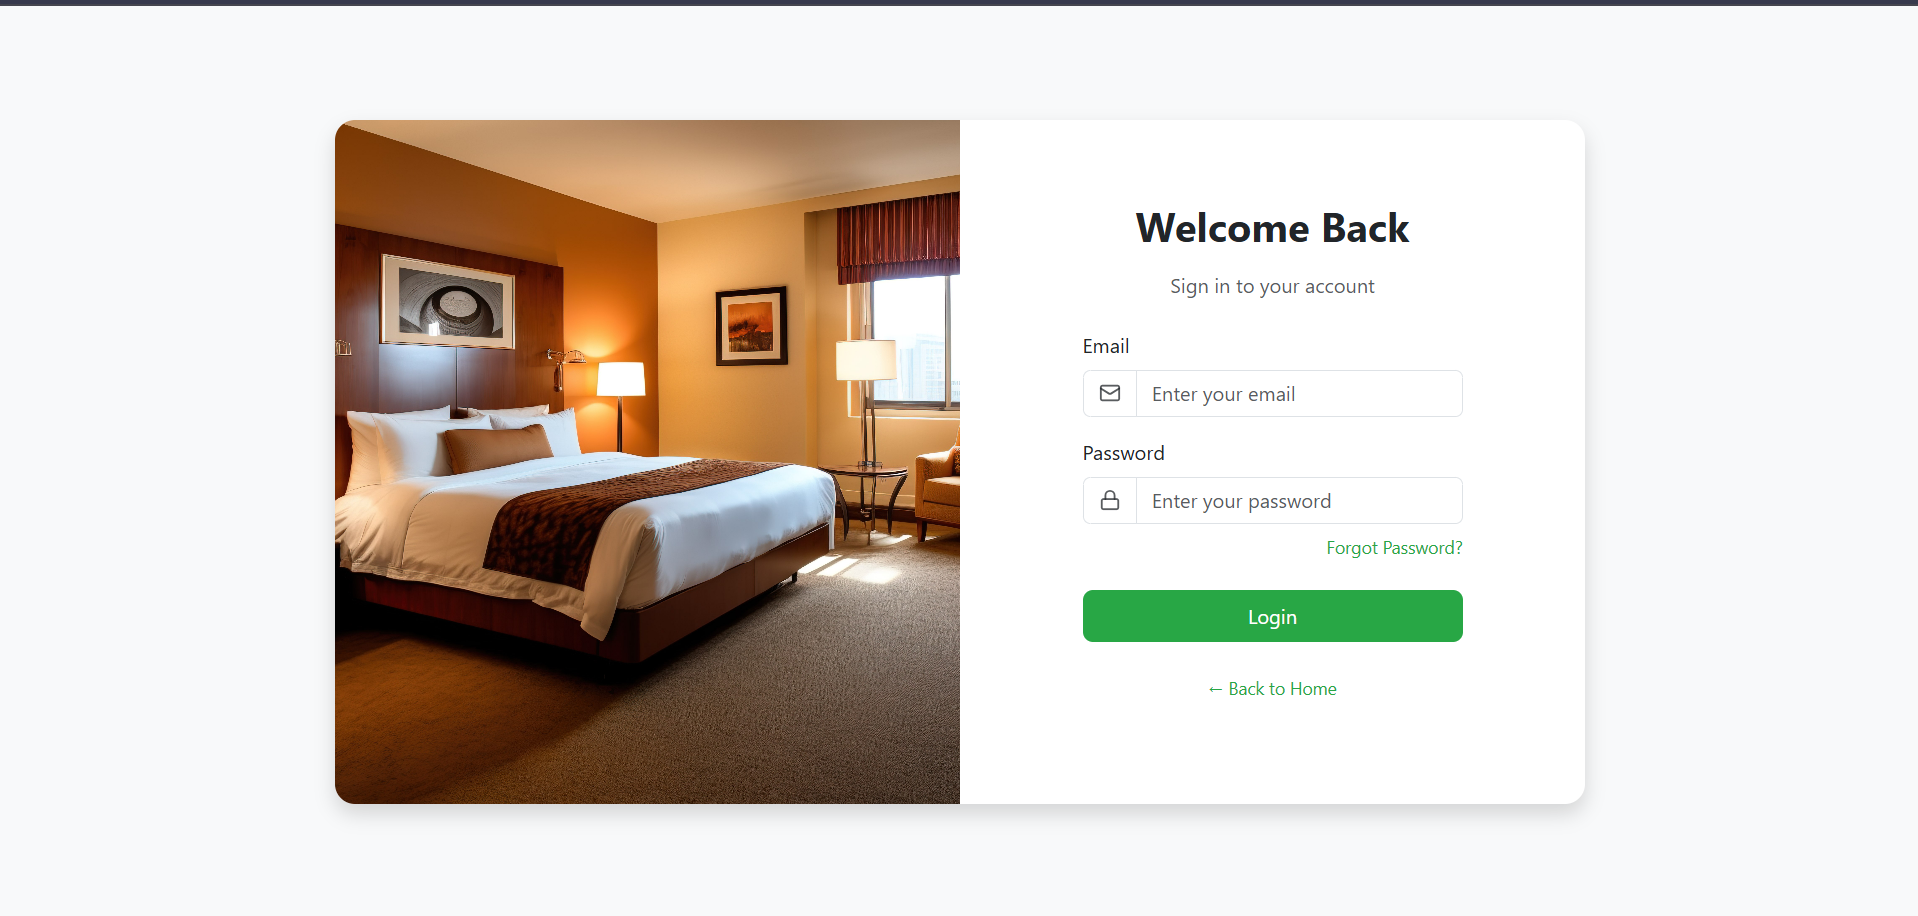 Welcome Back
Sign in to your account
Email
Enter your email
Password
Enter your password
Forgot Password?
Login
← Back to Home